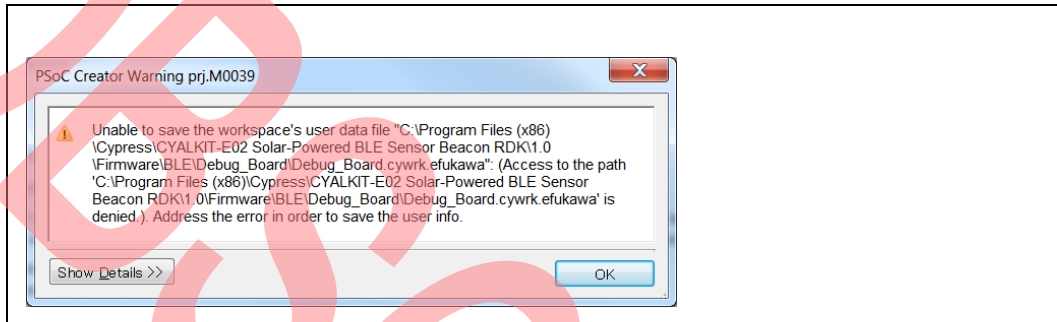 PSoC Creator Warning prj.M0039
Unable to save the workspace's user data file "C:\Program Files (x86)
\Cypress\CYALKIT-E02 Solar-Powered BLE Sensor Beacon RDK\1.0
\Firmware\BLE\Debug_Board\Debug_Board.cywrk.efukawa": (Access to the path
'C:\Program Files (x86)\Cypress\CYALKIT-E02 Solar-Powered BLE Sensor
Beacon RDK\1.0\Firmware\BLE\Debug_Board\Debug_Board.cywrk.efukawa' is
denied.). Address the error in order to save the user info.
Show Details >>
OK